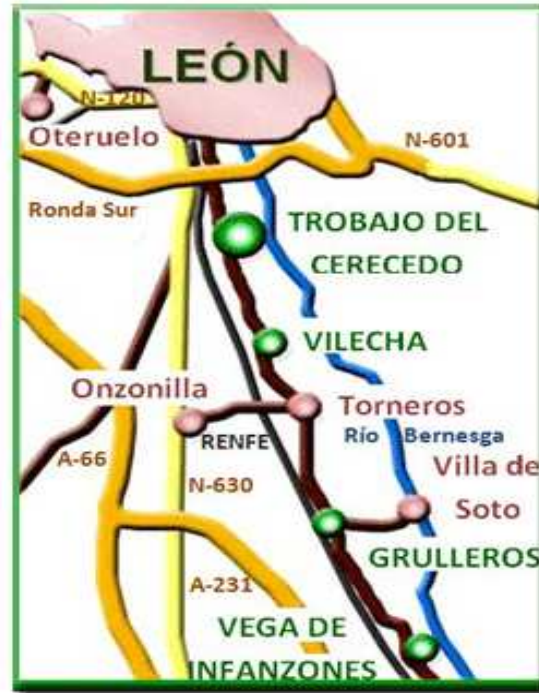 LEÓN
N-120
Oteruelo
N-601
Ronda Sur
TROBAJO DEL
CERECEDO
VILECHA
Onzonilla
Torneros
RENFE
Río Bernesga
A-66
Villa de
Soto
N-630
GRULLEROS
A-231
VEGA DE
INFANZONES